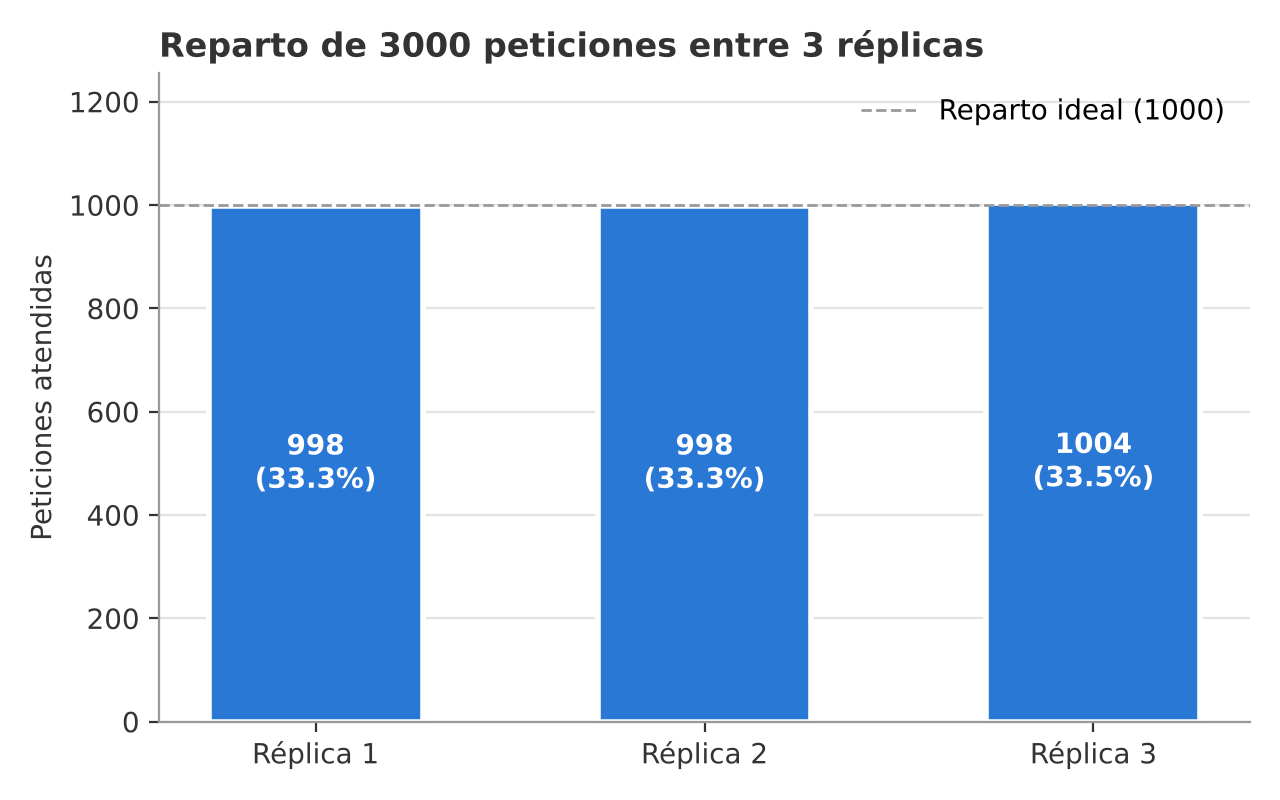 Reparto de 3000 peticiones entre 3 réplicas
Reparto ideal (1000)
Peticiones atendidas
1200
1000
800
600
400
200
0
998
(33.3%)
998
(33.3%)
1004
(33.5%)
Réplica 1
Réplica 2
Réplica 3